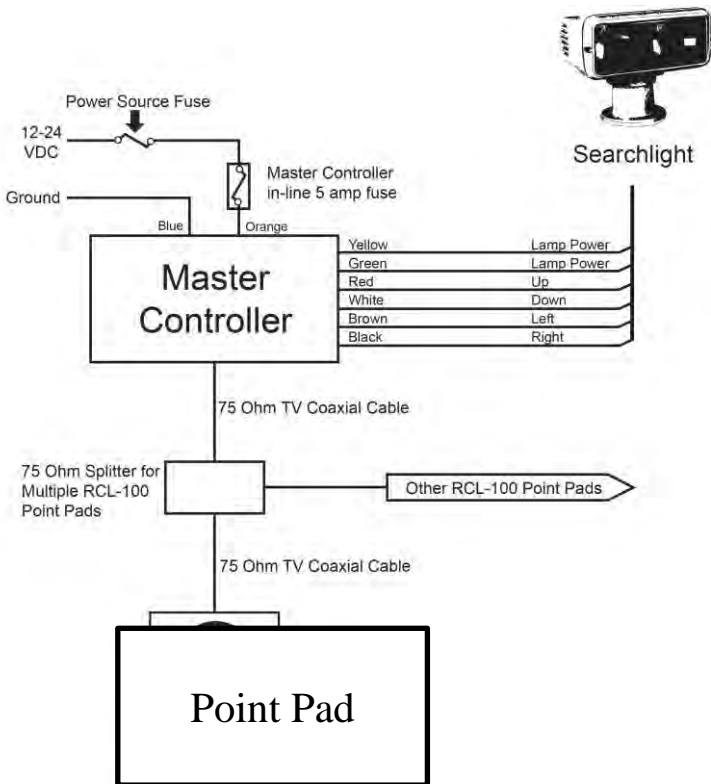 Power Source Fuse
12-24
VDC
Master Controller
in-line 5 amp fuse
Searchlight
Ground
Blue
Orange
Master
Controller
Yellow Lamp Power
Green Lamp Power
Red Up
White Down
Brown Left
Black Right
75 Ohm TV Coaxial Cable
75 Ohm Splitter for
Multiple RCL-100
Point Pads
Other RCL-100 Point Pads
75 Ohm TV Coaxial Cable
Point Pad